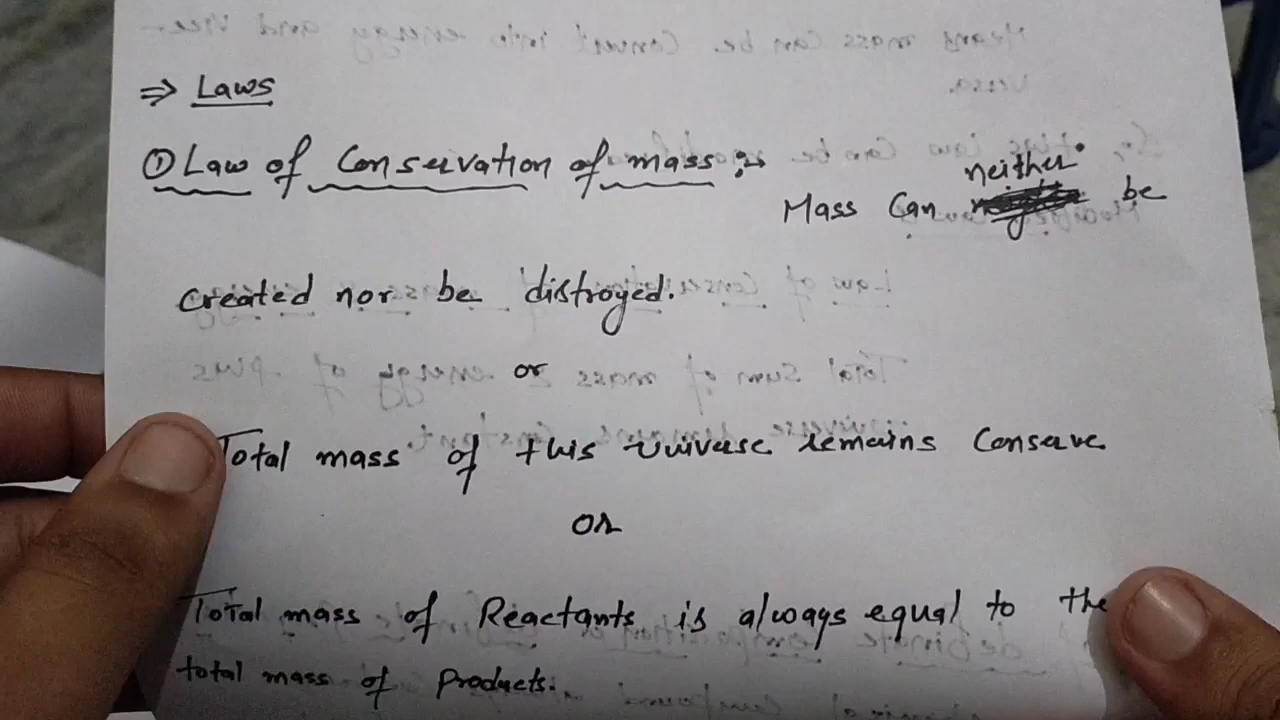 ⇒ Laws
① Law of Conservation of mass :-
neither
Mass Can be
Created nor be distroyed.
or
Total mass of this universe remains Conserve
or
Total mass of Reactants is always equal to the
total mass of Products.